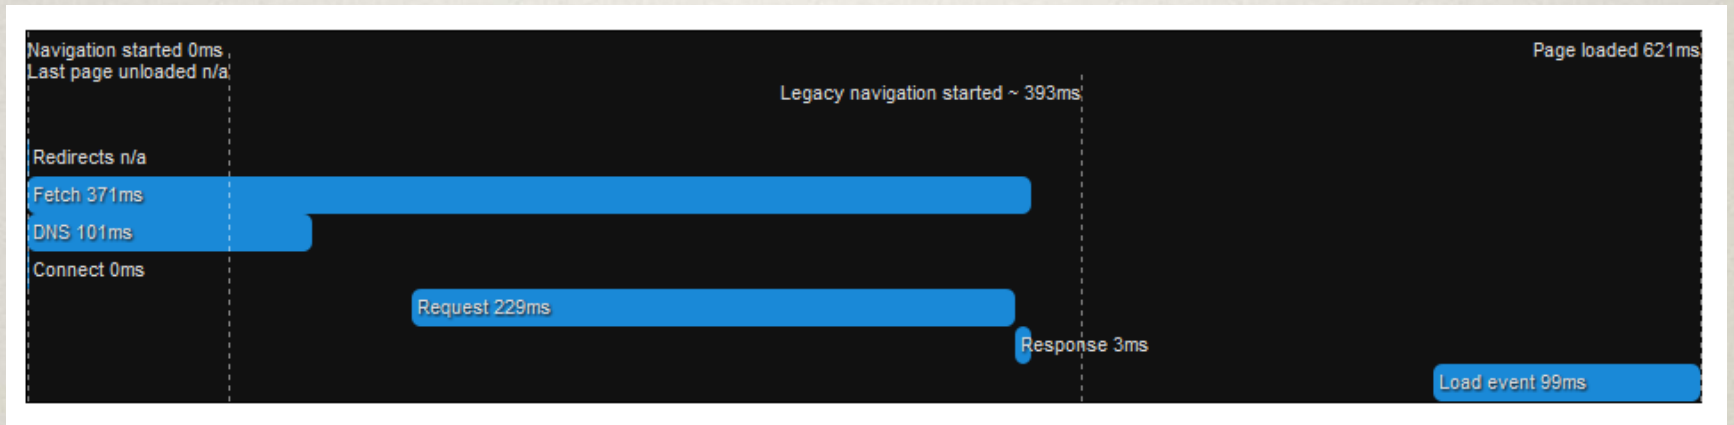 Navigation started 0ms
Page loaded 621ms
Last page unloaded n/a
Legacy navigation started ~ 393ms
Redirects n/a
Fetch 371ms
DNS 101ms
Connect 0ms
Request 229ms
Response 3ms
Load event 99ms